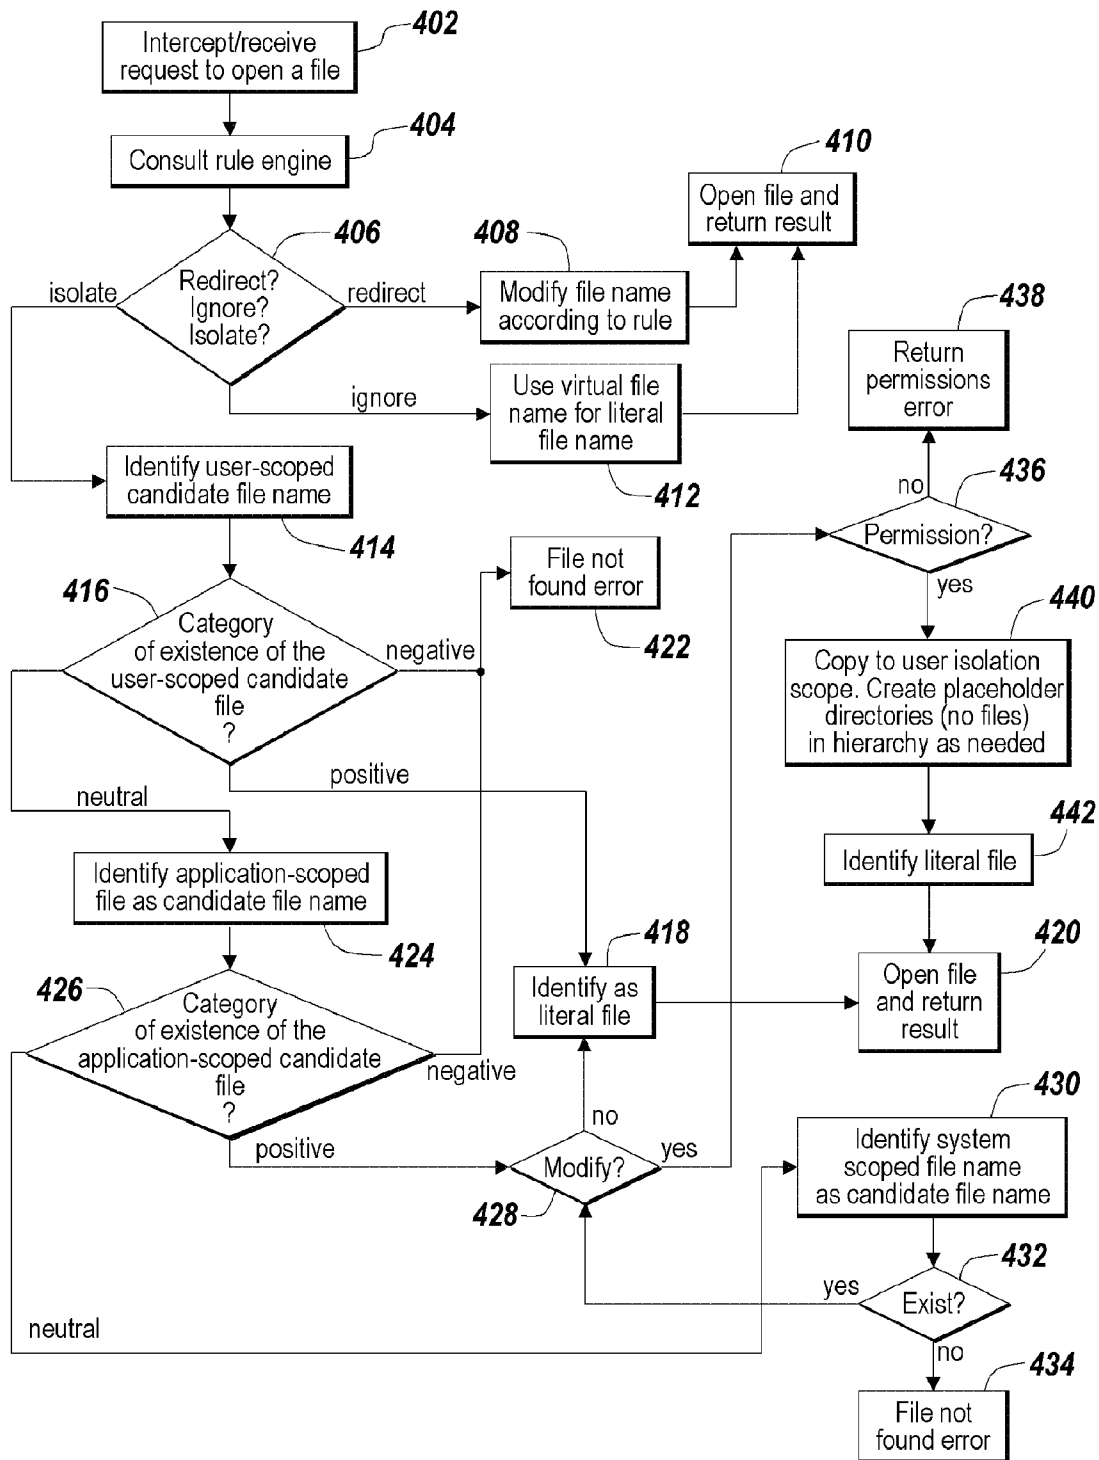 402
Intercept/receive
request to open a file
404
Consult rule engine
410
Open file and
return result
406
Redirect?
Ignore?
Isolate?
isolate
redirect
408
Modify file name
according to rule
438
Return
permissions
error
ignore
Use virtual file
name for literal
file name
412
Identify user-scoped
candidate file name
414
no
436
Permission?
yes
File not
found error
422
416
Category
of existence of the
user-scoped candidate
file
?
negative
positive
neutral
440
Copy to user isolation
scope. Create placeholder
directories (no files)
in hierarchy as needed
442
Identify literal file
Identify application-scoped
file as candidate file name
424
418
Identify as
literal file
420
Open file
and return
result
426
Category
of existence of the
application-scoped candidate
file
?
negative
positive
neutral
no
Modify?
yes
428
430
Identify system
scoped file name
as candidate file name
432
Exist?
yes
no
434
File not
found error